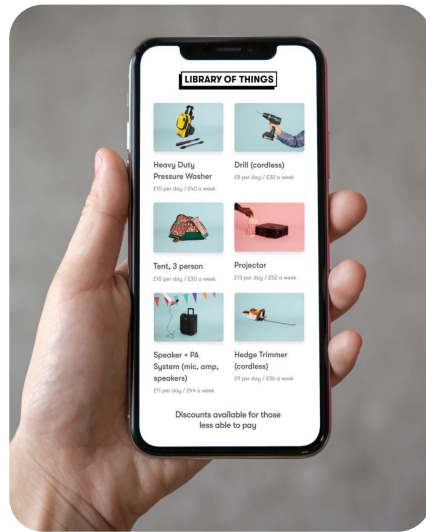 LIBRARY OF THINGS
Heavy Duty
Pressure Washer
£10 per day / £40 a week
Drill (cordless)
£8 per day / £32 a week
Tent, 3 person
£10 per day / £30 a week
Projector
£13 per day / £52 a week
Speaker + PA
System (mic, amp,
speakers)
£11 per day / £44 a week
Hedge Trimmer
(cordless)
£9 per day / £36 a week
Discounts available for those
less able to pay